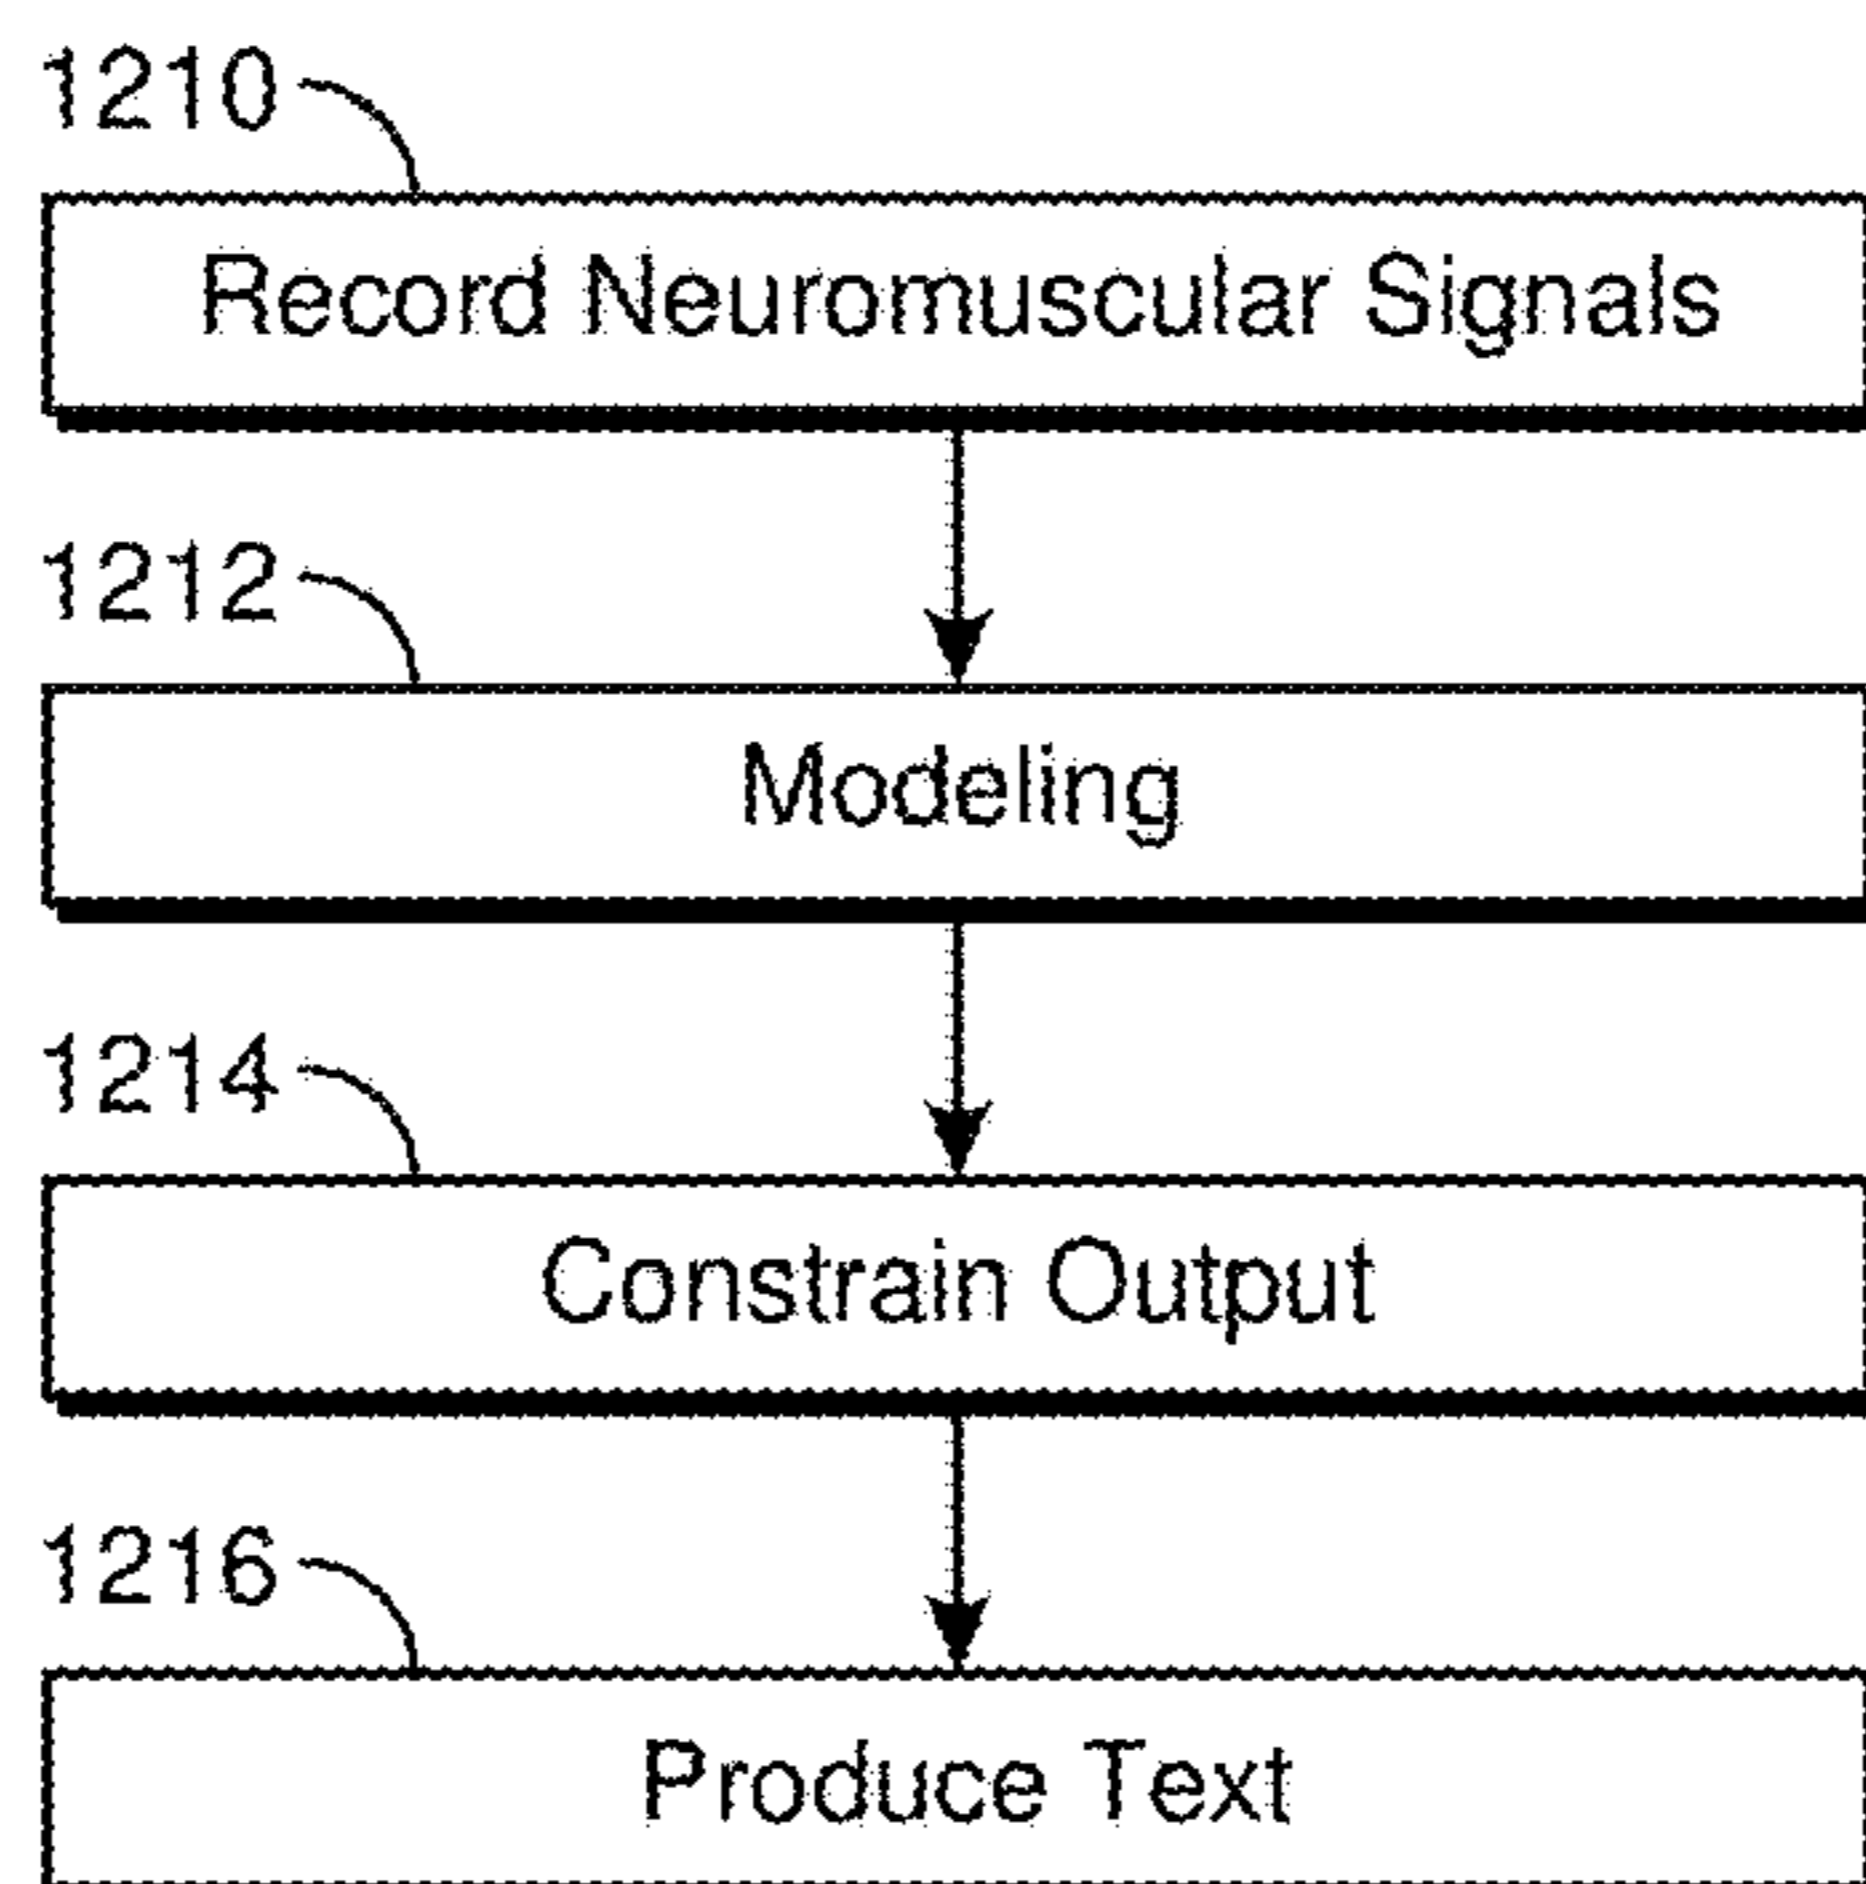 1210
Record Neuromuscular Signals
1212
Modeling
1214
Constrain Output
1216
Produce Text